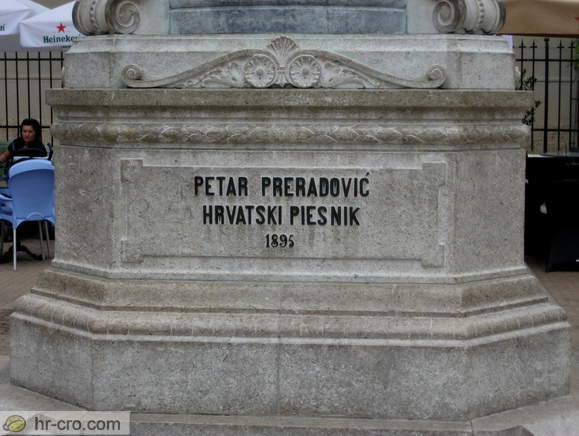 Heineken
PETAR PRERADOVIĆ
HRVATSKI PIESNIK
1895
hr-cro.com